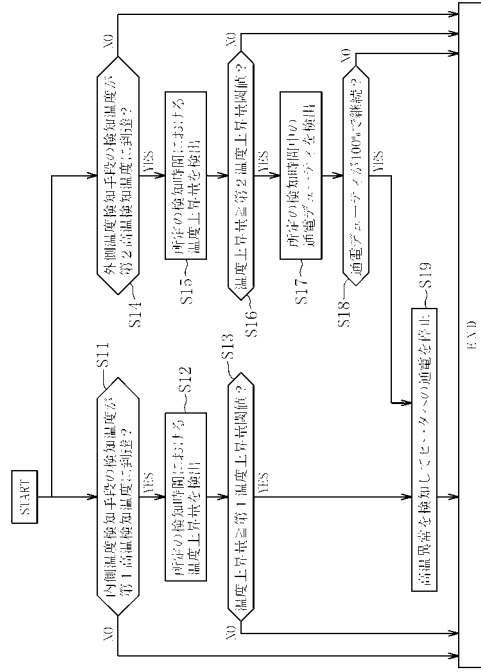 START
S11
内側温度検知手段の検知温度が
第1高温検知温度に到達?
NO
YES
S12
所定の検知時間における
温度上昇量を検出
S13
温度上昇量≧第1温度上昇量閾値?
NO
YES
S14
外側温度検知手段の検知温度が
第2高温検知温度に到達?
NO
YES
S15
所定の検知時間における
温度上昇量を検出
S16
温度上昇量≧第2温度上昇量閾値?
NO
YES
S17
所定の検知時間中の
通電デューティを検出
S18
通電デューティが100%で継続?
NO
YES
S19
高温異常を検知してヒータへの通電を停止
END